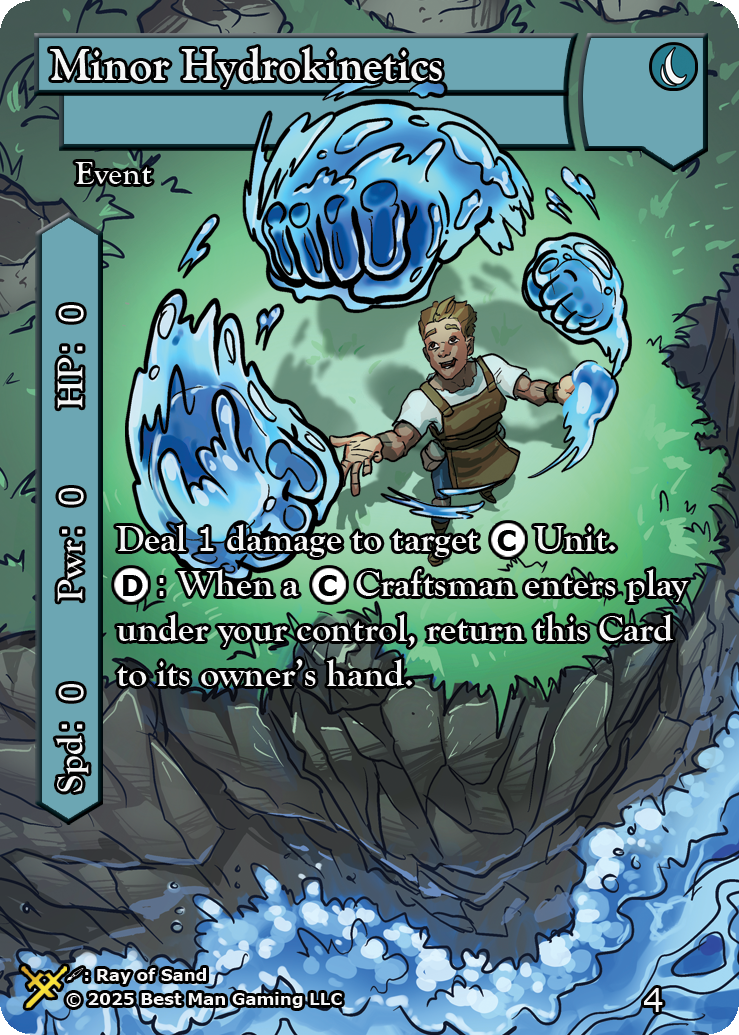 Minor Hydrokinetics
Event
HP: 0
Pwr: 0
Spd: 0
Deal 1 damage to target C Unit.
D : When a C Craftsman enters play
under your control, return this Card
to its owner's hand.
: Ray of Sand
© 2025 Best Man Gaming LLC
4